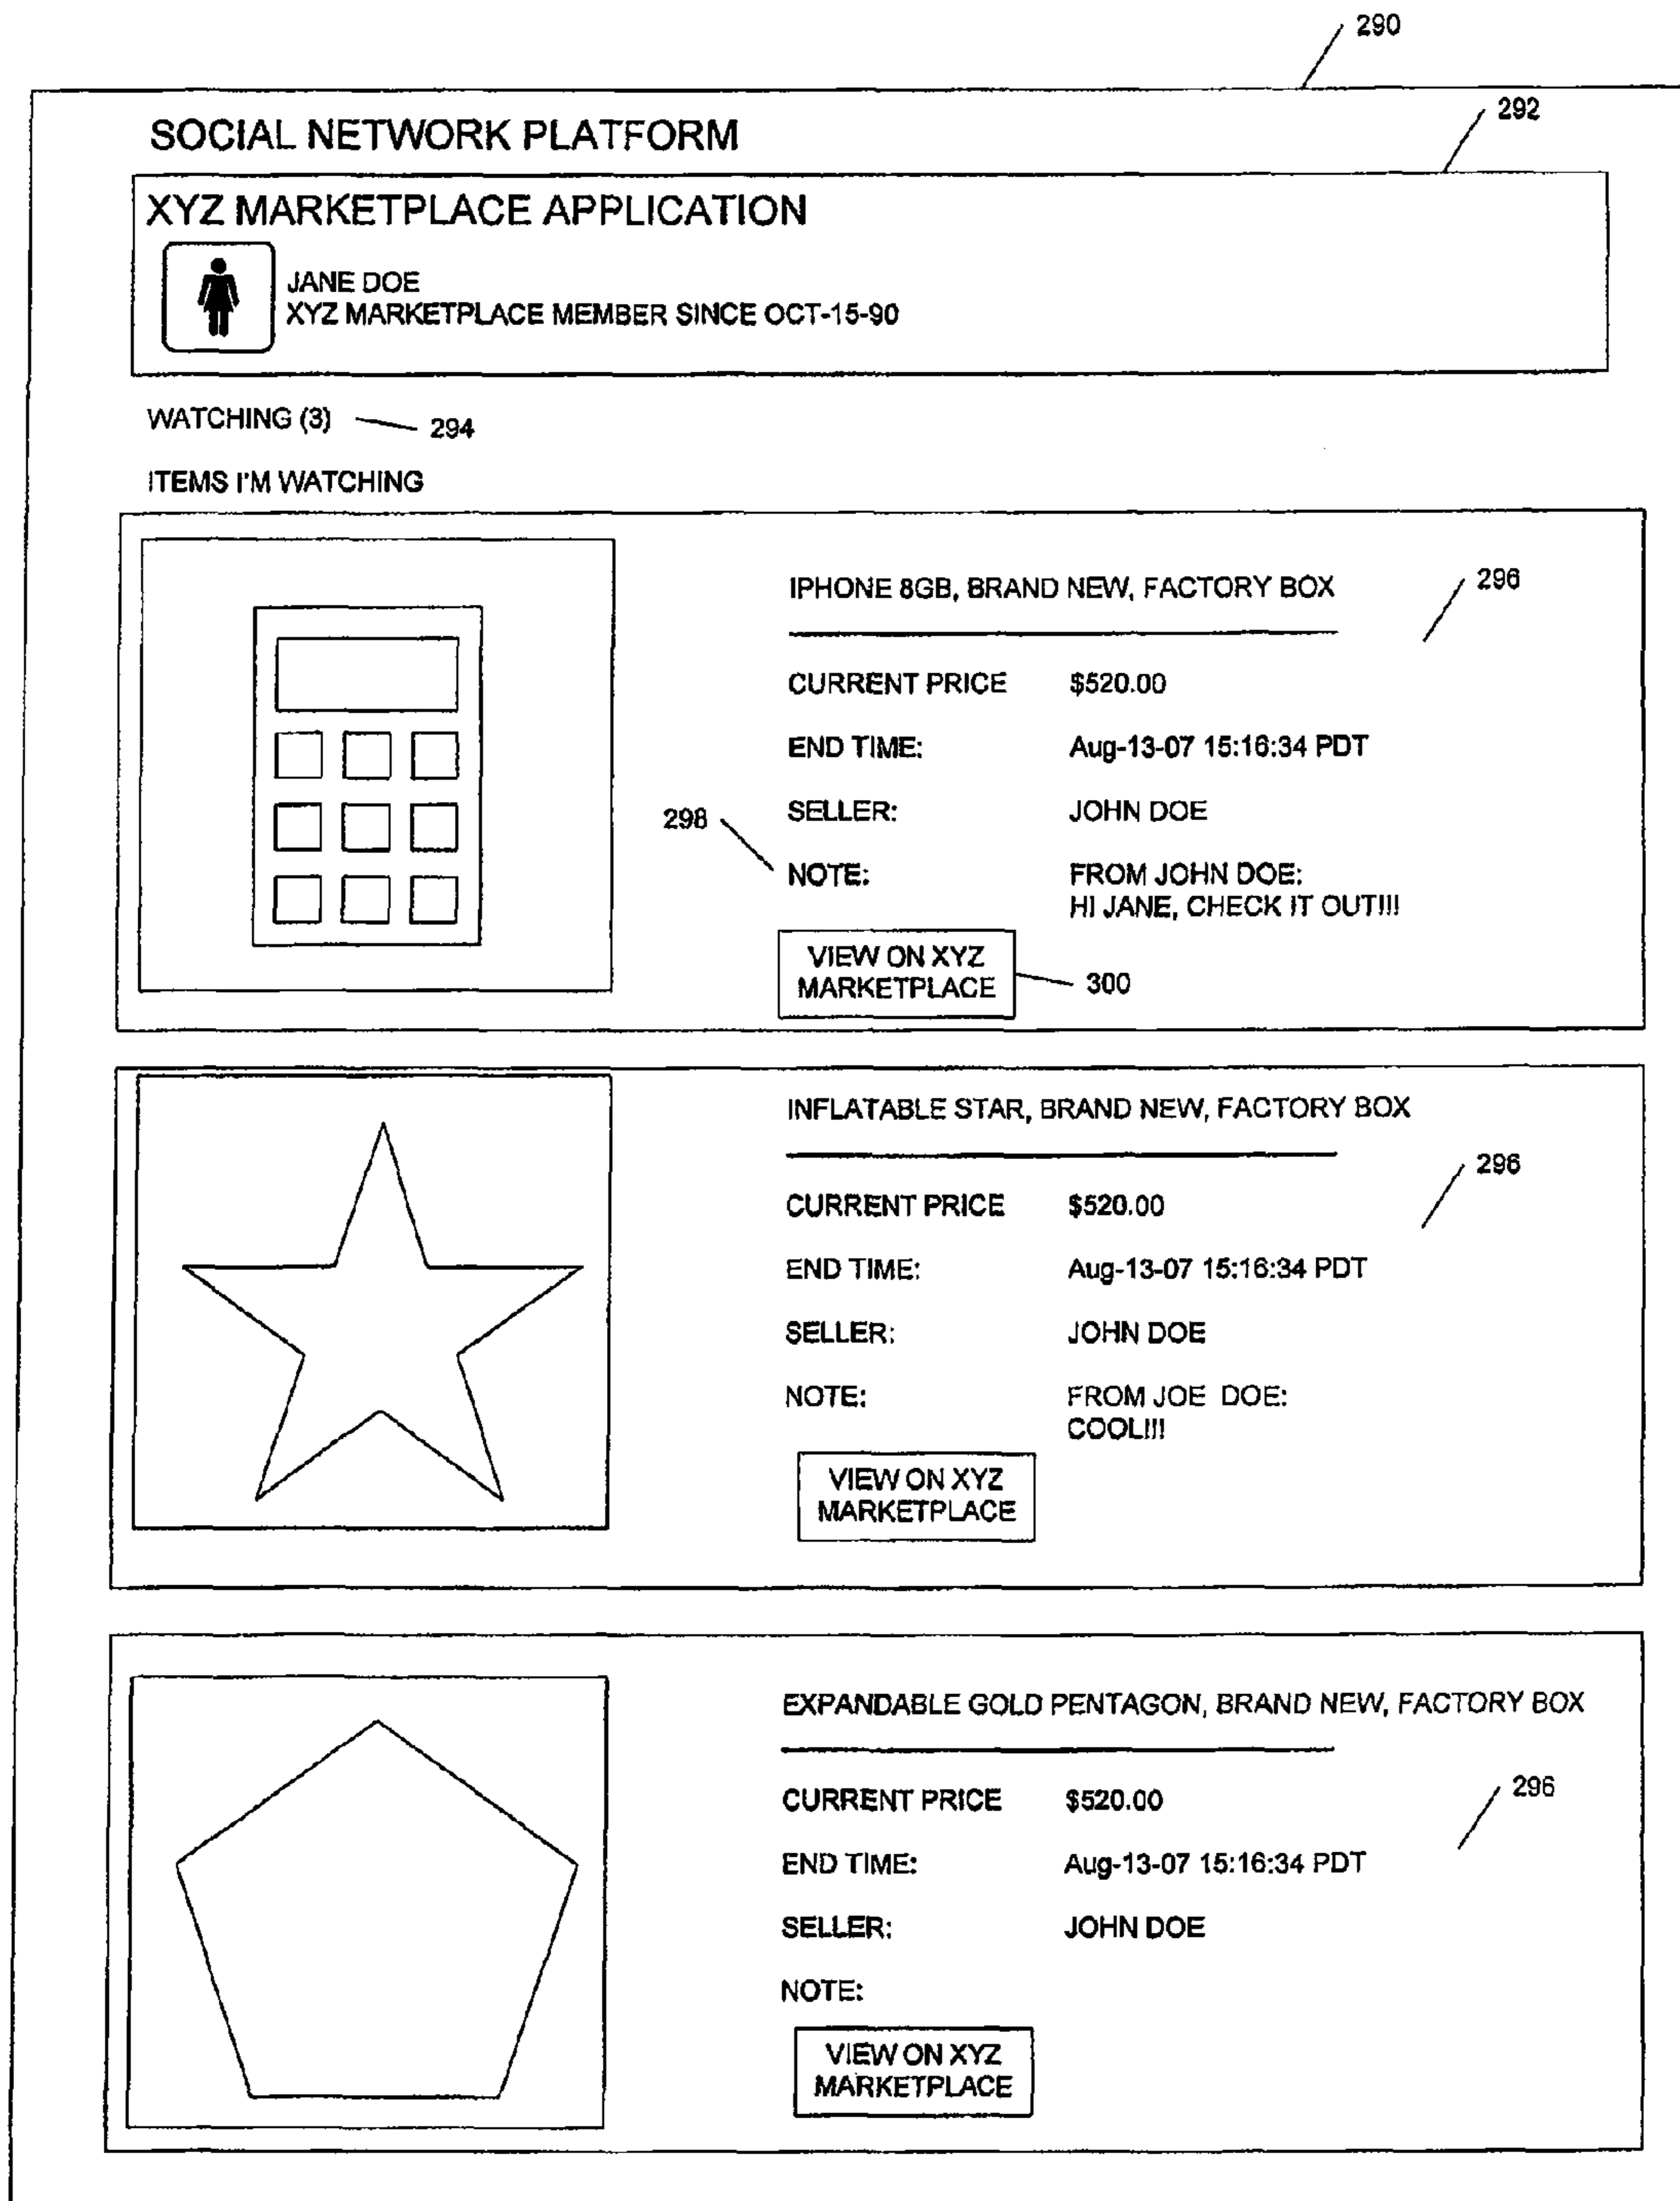 290
292
SOCIAL NETWORK PLATFORM
XYZ MARKETPLACE APPLICATION
JANE DOE
XYZ MARKETPLACE MEMBER SINCE OCT-15-90
WATCHING (3) 294
ITEMS I'M WATCHING
IPHONE 8GB, BRAND NEW, FACTORY BOX
296
CURRENT PRICE $520.00
END TIME: Aug-13-07 15:16:34 PDT
SELLER: JOHN DOE
298
NOTE: FROM JOHN DOE:
HI JANE, CHECK IT OUT!!!
VIEW ON XYZ
MARKETPLACE
300
INFLATABLE STAR, BRAND NEW, FACTORY BOX
296
CURRENT PRICE $520.00
END TIME: Aug-13-07 15:16:34 PDT
SELLER: JOHN DOE
NOTE: FROM JOE DOE:
COOL!!!
VIEW ON XYZ
MARKETPLACE
EXPANDABLE GOLD PENTAGON, BRAND NEW, FACTORY BOX
296
CURRENT PRICE $520.00
END TIME: Aug-13-07 15:16:34 PDT
SELLER: JOHN DOE
NOTE:
VIEW ON XYZ
MARKETPLACE